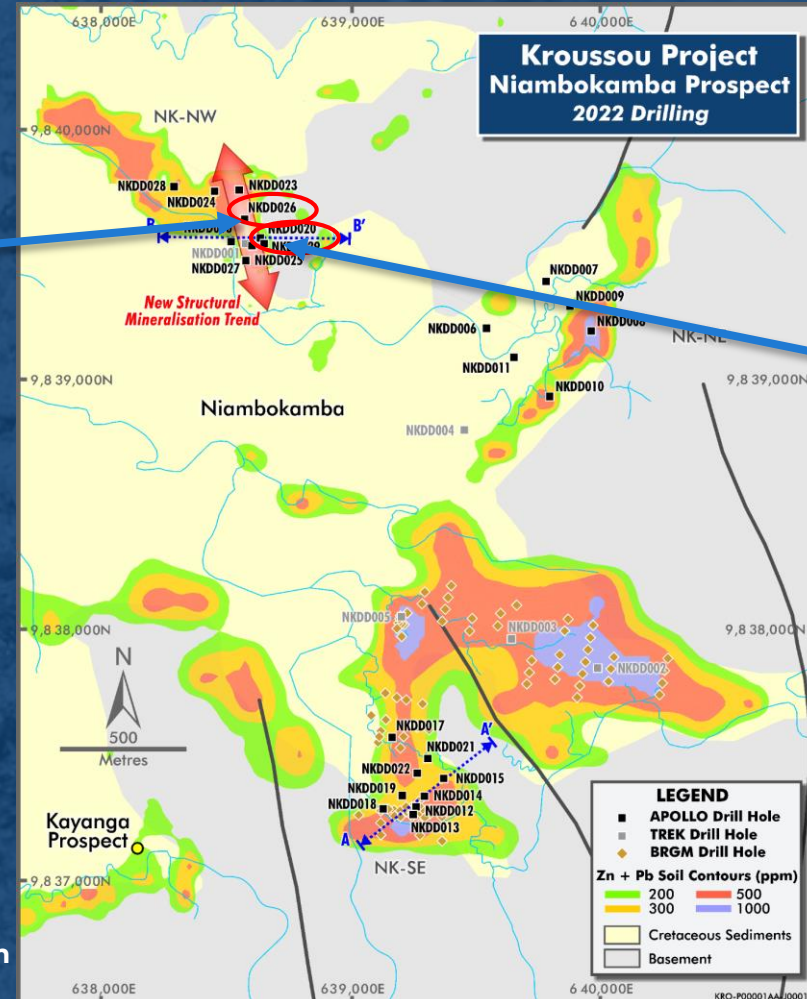 638,000E
639,000E
640,000E
Kroussou Project
Niambokamba Prospect
2022 Drilling
NK-NW
9,840,000N
NKDD028
NKDD023
NKDD024
NKDD026
B
NKDD020
B'
NKDD001
NKDD029
NKDD027
NKDD025
New Structural
Mineralisation Trend
NKDD007
NKDD009
NKDD008
NKDD006
NK-NE
NKDD011
9,839,000N
9,839,000N
NKDD010
Niambokamba
NKDD004
NKDD005
NKDD003
9,838,000N
9,838,000N
NKDD002
N
500
Metres
NKDD017
A'
NKDD021
NKDD022
NKDD015
NKDD019
NKDD014
NKDD018
NKDD012
NKDD013
A
NK-SE
Kayanga
Prospect
9,837,000N
LEGEND
APOLLO Drill Hole
TREK Drill Hole
BRGM Drill Hole
Zn + Pb Soil Contours (ppm)
200 500
300 1000
Cretaceous Sediments
Basement
n
638,000E
639,000E
640,000E